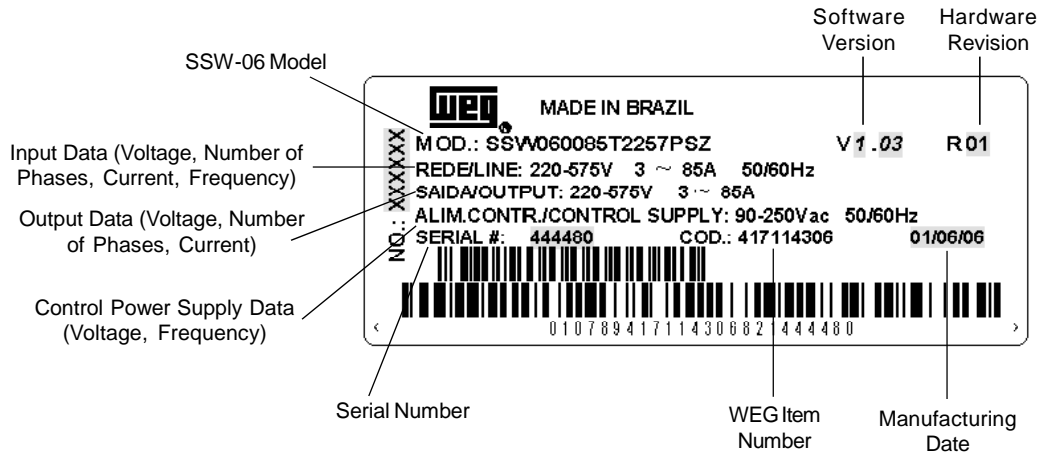 Software
Version
Hardware
Revision
SSW-06 Model
weg
MADE IN BRAZIL
MOD.: SSW060085T2257PSZ V1.03 R01
REDE/LINE: 220-575V 3 ~ 85A 50/60Hz
SAIDA/OUTPUT: 220-575V 3 ~ 85A
ALIM.CONTR./CONTROL SUPPLY: 90-250Vac 50/60Hz
SERIAL #: 444480 COD.: 417114306 01/06/06
NO.: XXXXXX
< 010789417114306821444480 >
Input Data (Voltage, Number of
Phases, Current, Frequency)
Output Data (Voltage, Number
of Phases, Current)
Control Power Supply Data
(Voltage, Frequency)
Serial Number
WEG Item
Number
Manufacturing
Date